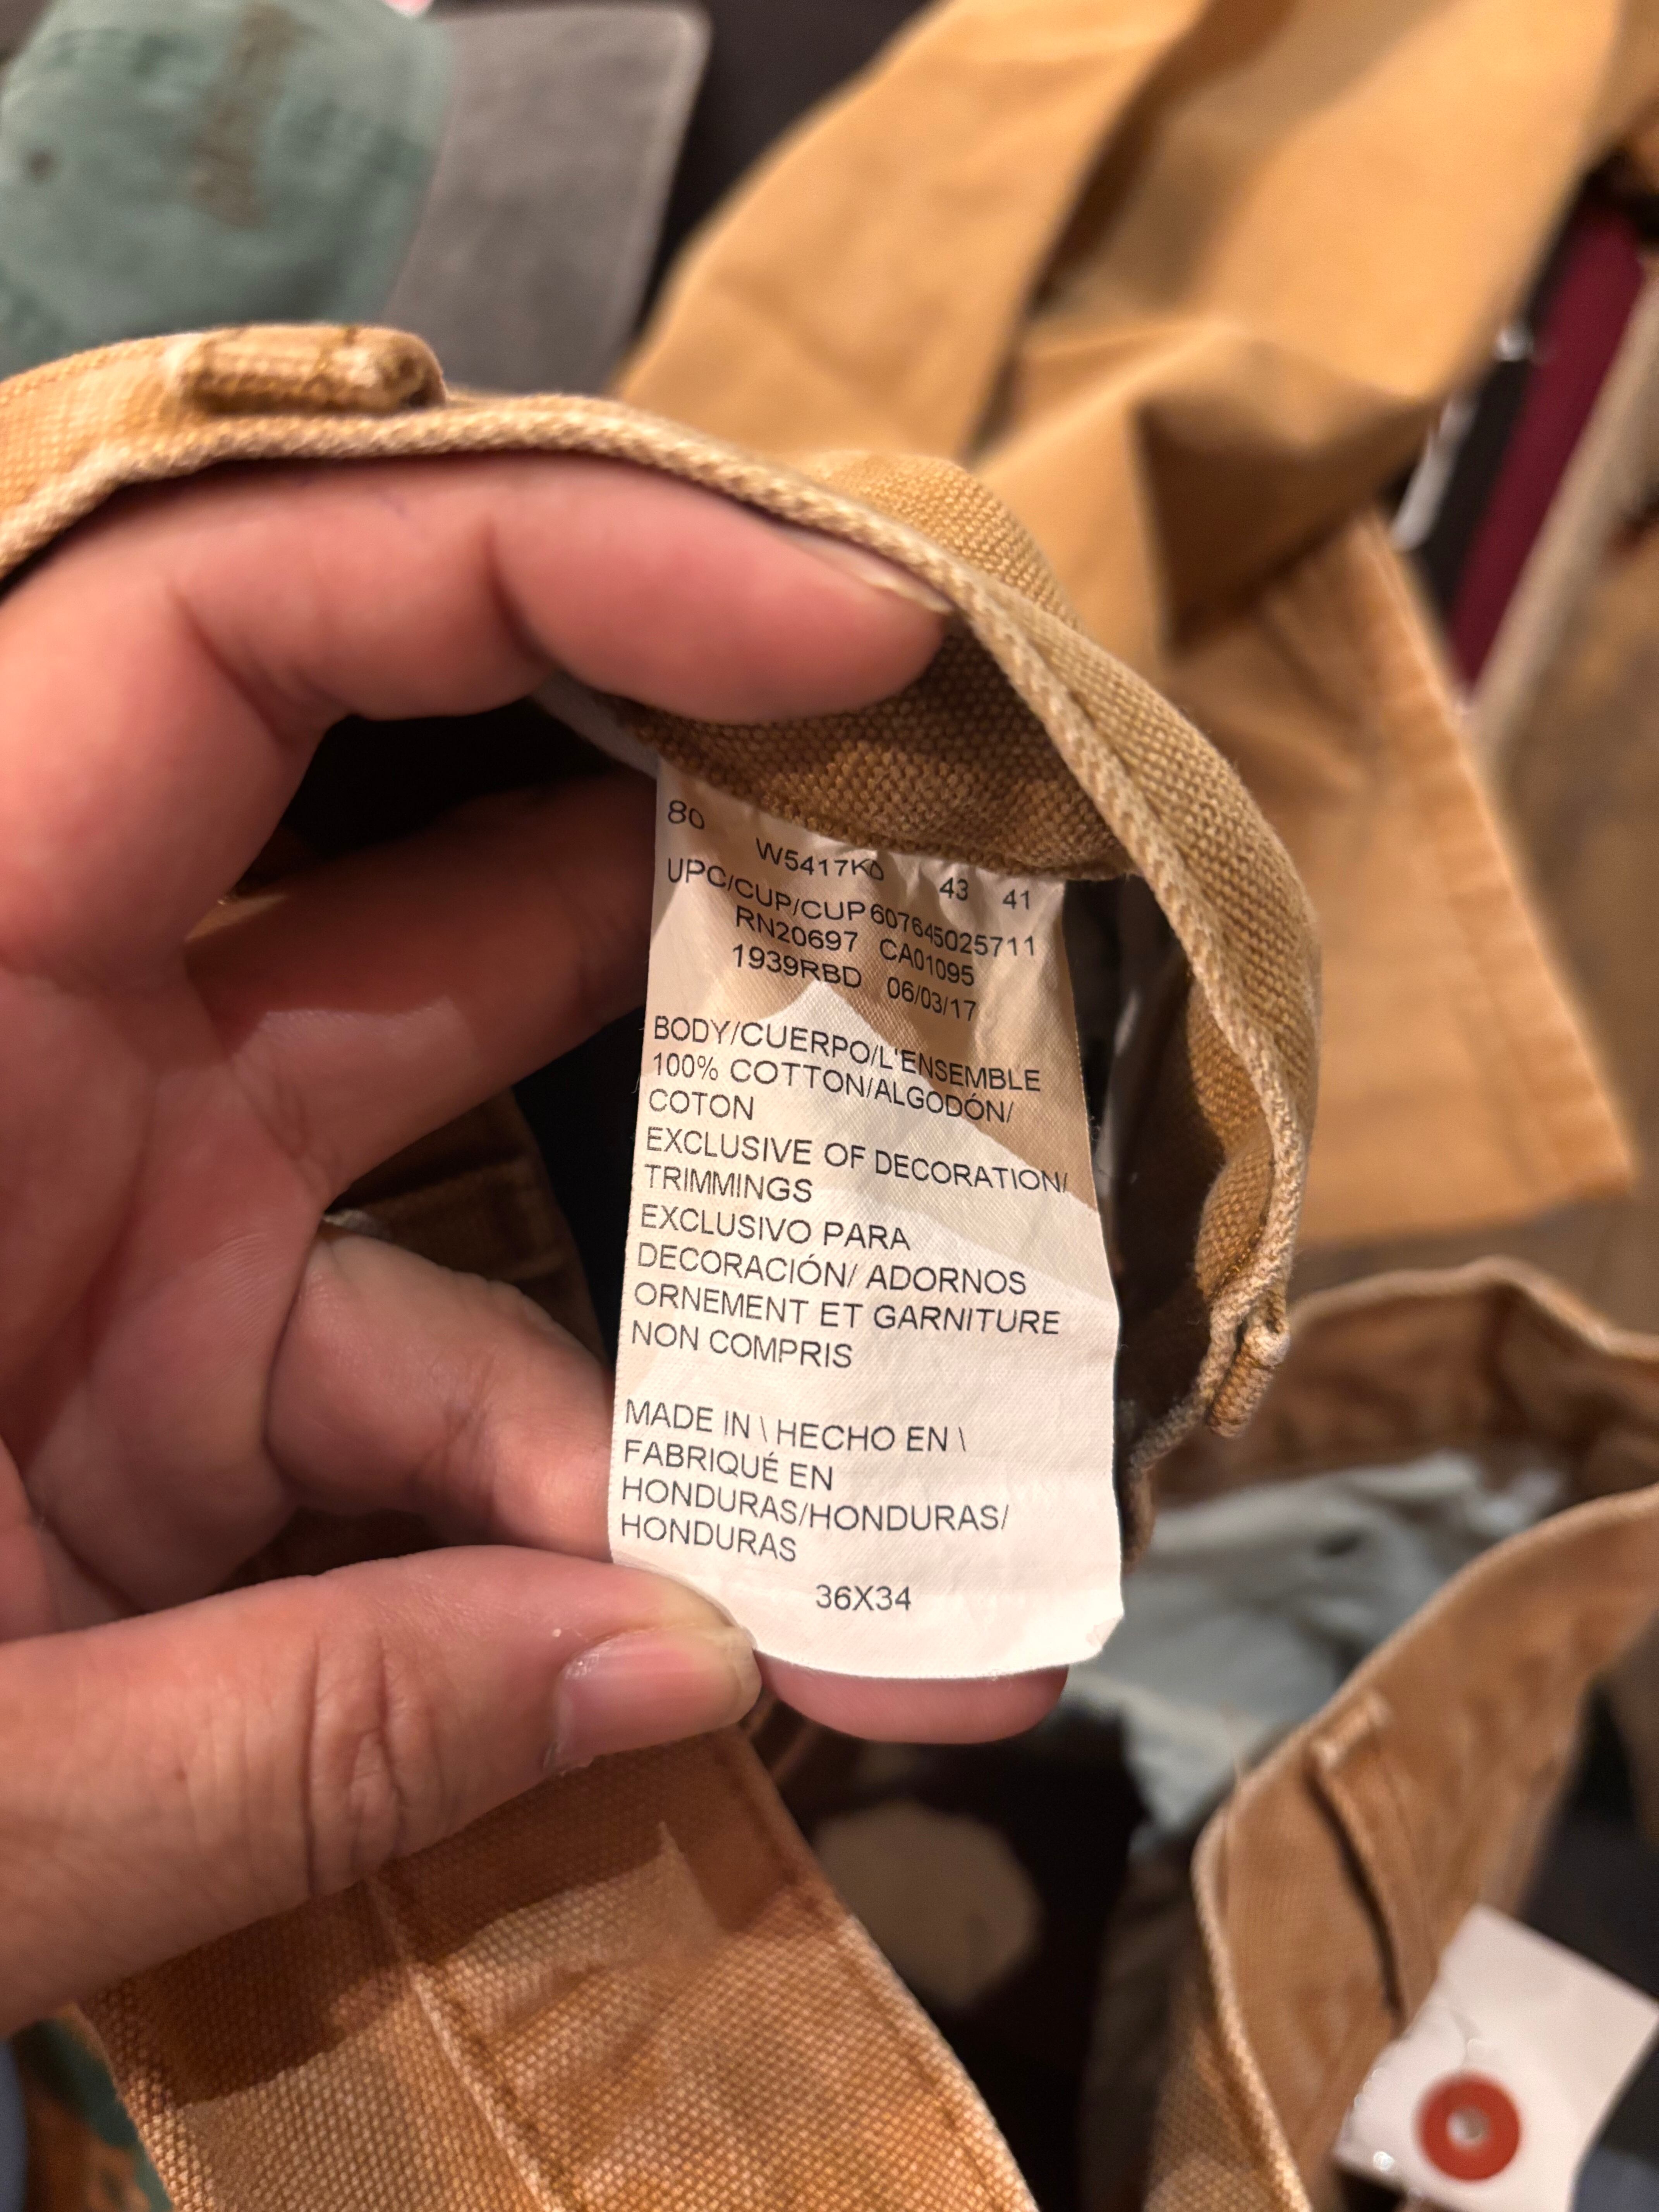 80
W5417KD 43 41
UPC/CUP/CUP 607645025711
RN20697 CA01095
1939RBD 06/03/17
BODY/CUERPO/L'ENSEMBLE
100% COTTON/ALGODÓN/
COTON
EXCLUSIVE OF DECORATION/
TRIMMINGS
EXCLUSIVO PARA
DECORACIÓN/ ADORNOS
ORNEMENT ET GARNITURE
NON COMPRIS
MADE IN \ HECHO EN \
FABRIQUÉ EN
HONDURAS/HONDURAS/
HONDURAS
36X34